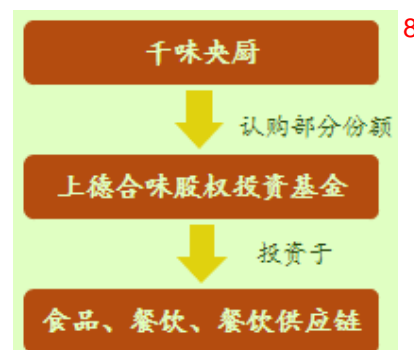 8
千味央厨
认购部分份额
上德合味股权投资基金
投资于
食品、餐饮、餐饮供应链